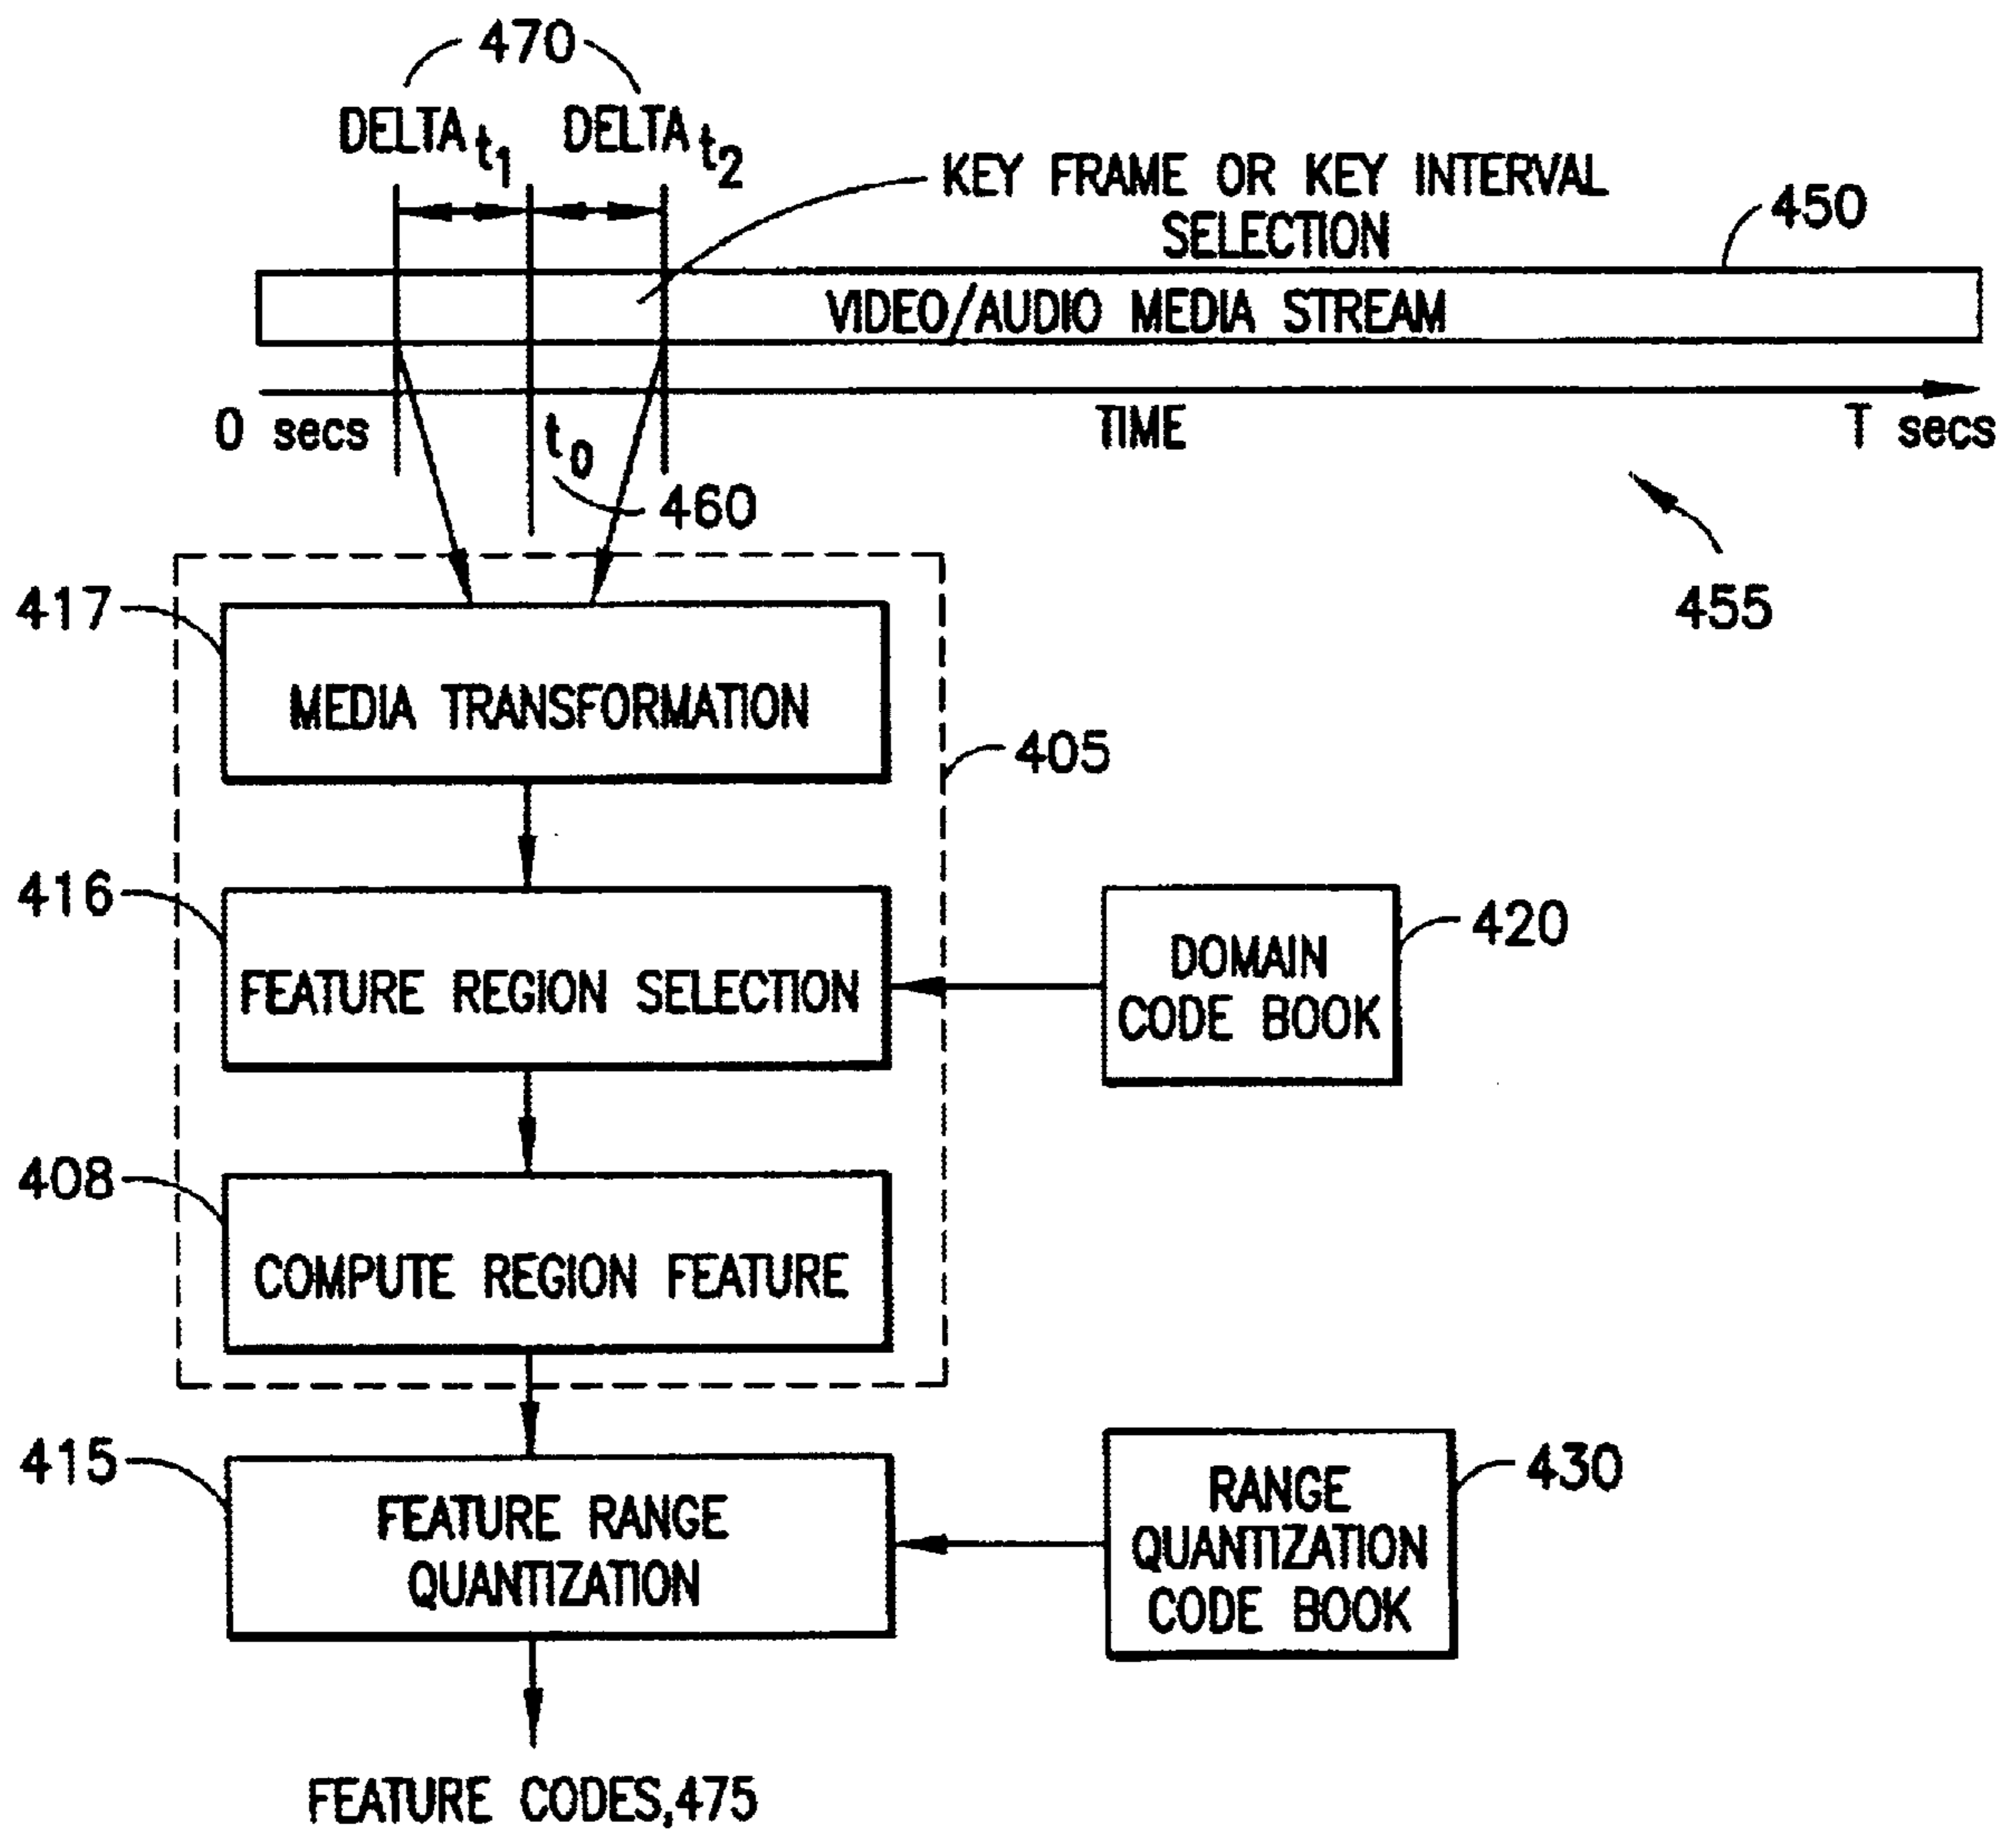 470
DELTA t1 DELTA t2
KEY FRAME OR KEY INTERVAL
SELECTION
450
VIDEO/AUDIO MEDIA STREAM
0 secs t0 TIME T secs
460
455
417
MEDIA TRANSFORMATION
405
416
FEATURE REGION SELECTION
DOMAIN
CODE BOOK
420
408
COMPUTE REGION FEATURE
415
FEATURE RANGE
QUANTIZATION
RANGE
QUANTIZATION
CODE BOOK
430
FEATURE CODES,475